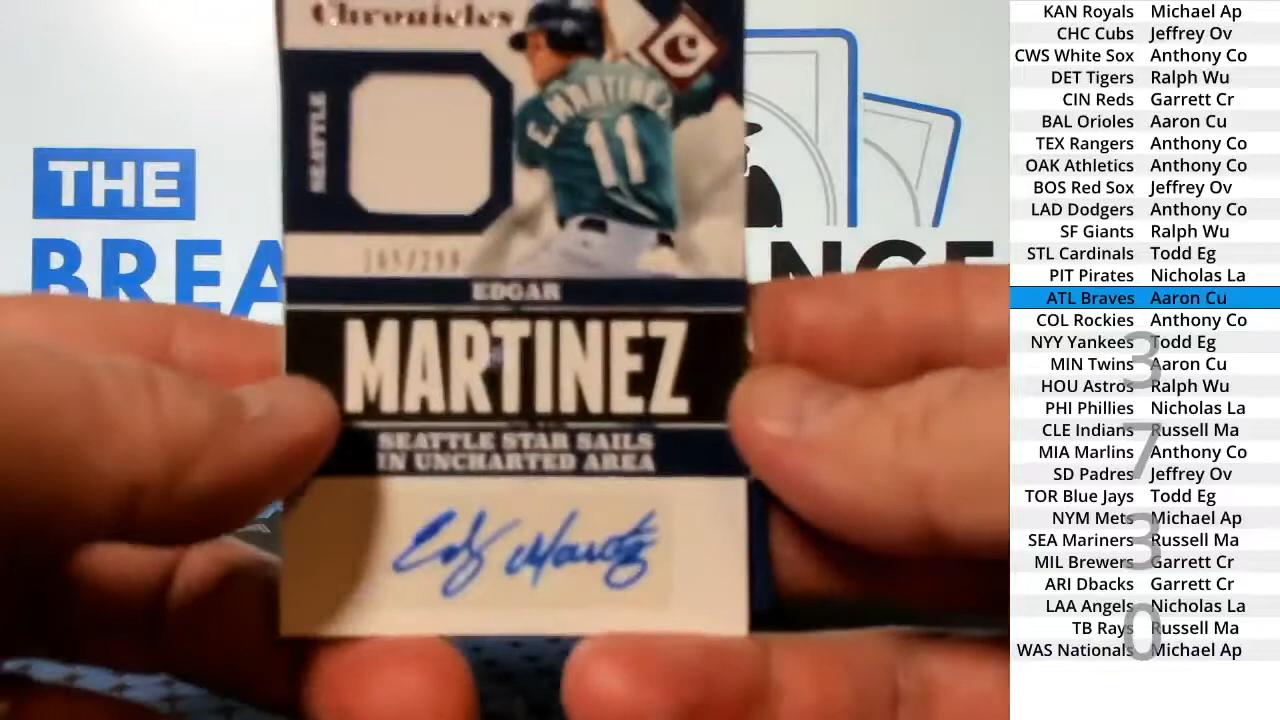 Chronicles
C
SEATTLE
E. MARTINEZ
11
EDGAR
MARTINEZ
SEATTLE STAR SAILS
IN UNCHARTED AREA
Edgar Martinez
THE
KAN Royals Michael Ap
CHC Cubs Jeffrey Ov
CWS White Sox Anthony Co
DET Tigers Ralph Wu
CIN Reds Garrett Cr
BAL Orioles Aaron Cu
TEX Rangers Anthony Co
OAK Athletics Anthony Co
BOS Red Sox Jeffrey Ov
LAD Dodgers Anthony Co
SF Giants Ralph Wu
STL Cardinals Todd Eg
PIT Pirates Nicholas La
ATL Braves Aaron Cu
COL Rockies Anthony Co
NYY Yankees Todd Eg
MIN Twins Aaron Cu
HOU Astros Ralph Wu
PHI Phillies Nicholas La
CLE Indians Russell Ma
MIA Marlins Anthony Co
SD Padres Jeffrey Ov
TOR Blue Jays Todd Eg
NYM Mets Michael Ap
SEA Mariners Russell Ma
MIL Brewers Garrett Cr
ARI Dbacks Garrett Cr
LAA Angels Nicholas La
TB Rays Russell Ma
WAS Nationals Michael Ap
3
7
3
0